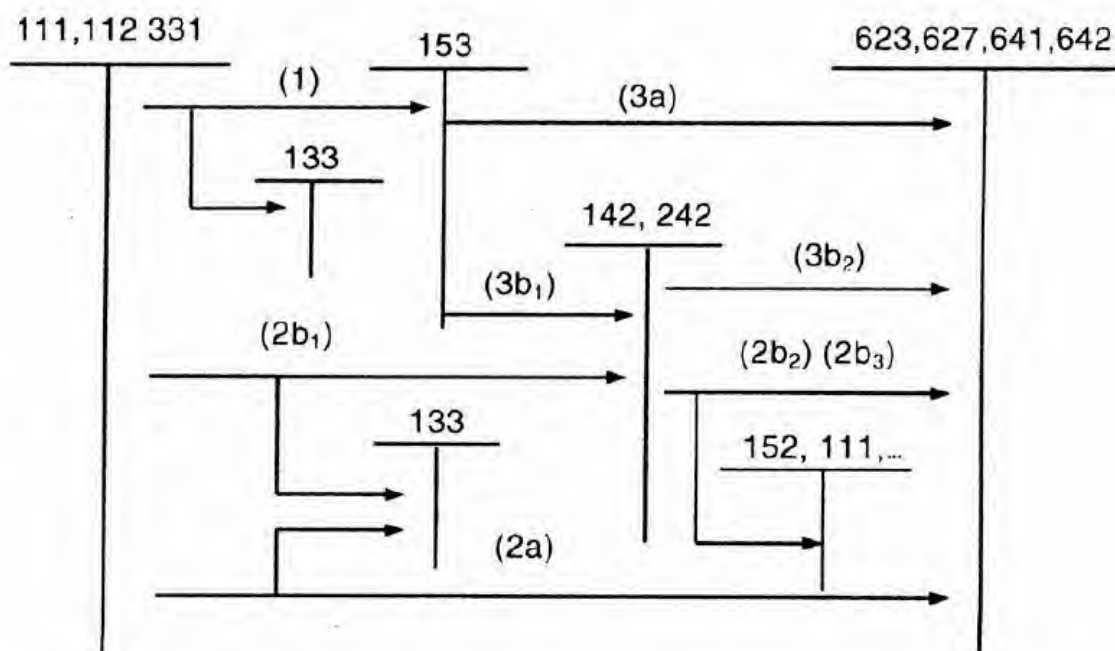 111,112 331
153
623,627,641,642
(1)
(3a)
133
142, 242
(3b₁)
(3b₂)
(2b₁)
(2b₂) (2b₃)
133
152, 111,...
(2a)